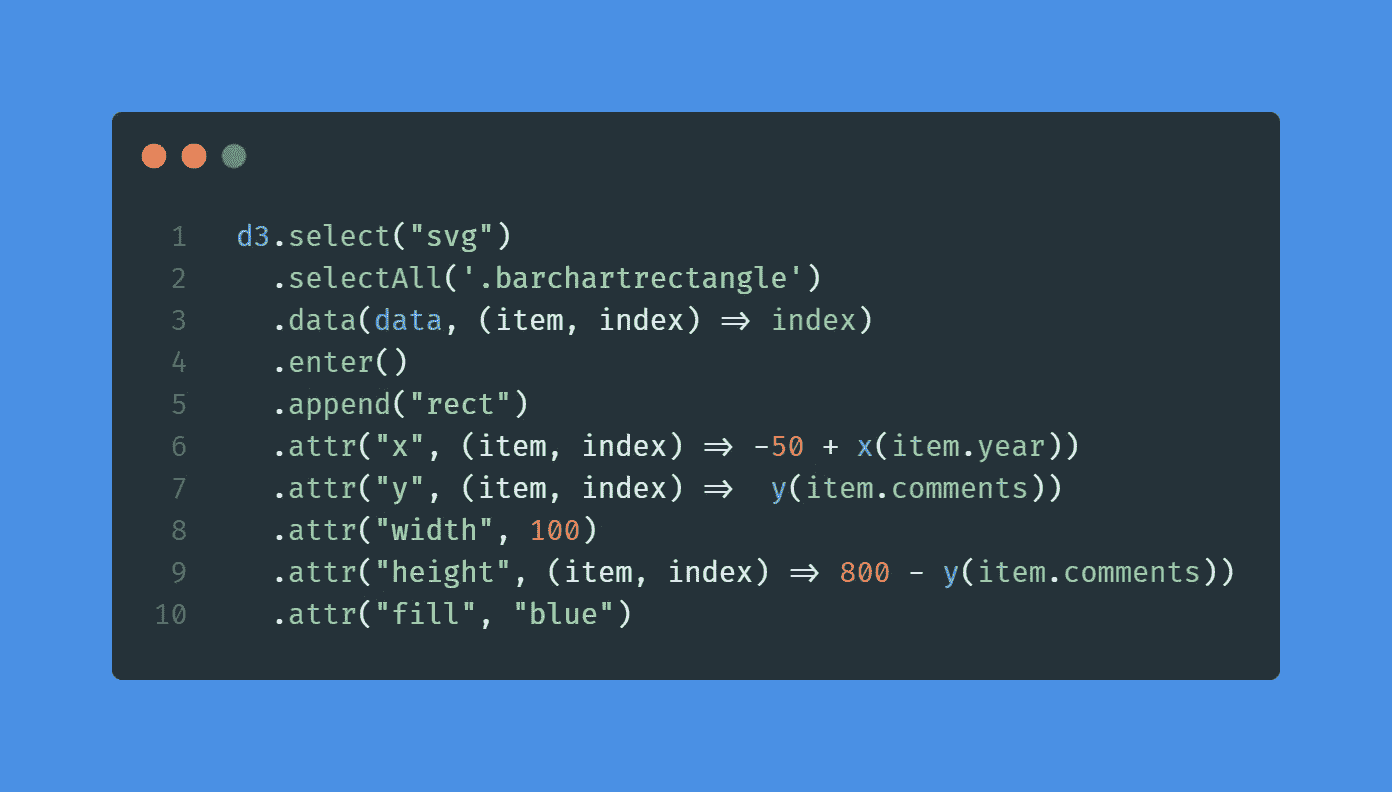 1 d3.select("svg")
2 .selectAll('.barchartrectangle')
3 .data(data, (item, index) => index)
4 .enter()
5 .append("rect")
6 .attr("x", (item, index) => -50 + x(item.year))
7 .attr("y", (item, index) =>  y(item.comments))
8 .attr("width", 100)
9 .attr("height", (item, index) => 800 - y(item.comments))
10 .attr("fill", "blue")